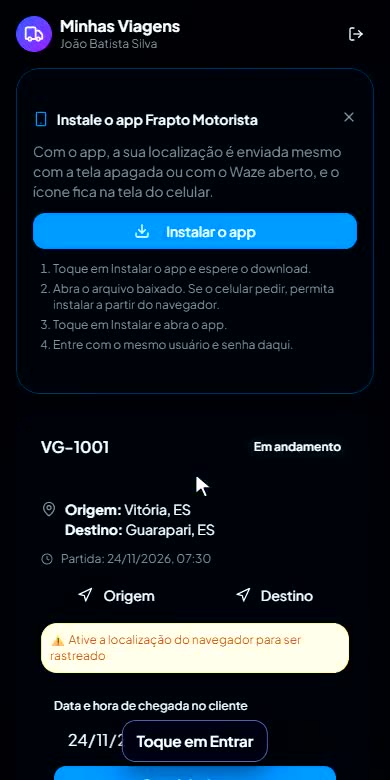 Minhas Viagens
João Batista Silva
Instale o app Frapto Motorista
Com o app, a sua localização é enviada mesmo
com a tela apagada ou com o Waze aberto, e o
ícone fica na tela do celular.
Instalar o app
1. Toque em Instalar o app e espere o download.
2. Abra o arquivo baixado. Se o celular pedir, permita
instalar a partir do navegador.
3. Toque em Instalar e abra o app.
4. Entre com o mesmo usuário e senha daqui.
VG-1001
Em andamento
Origem: Vitória, ES
Destino: Guarapari, ES
Partida: 24/11/2026, 07:30
Origem
Destino
⚠️ Ative a localização do navegador para ser
rastreado
Data e hora de chegada no cliente
24/11/2
Toque em Entrar